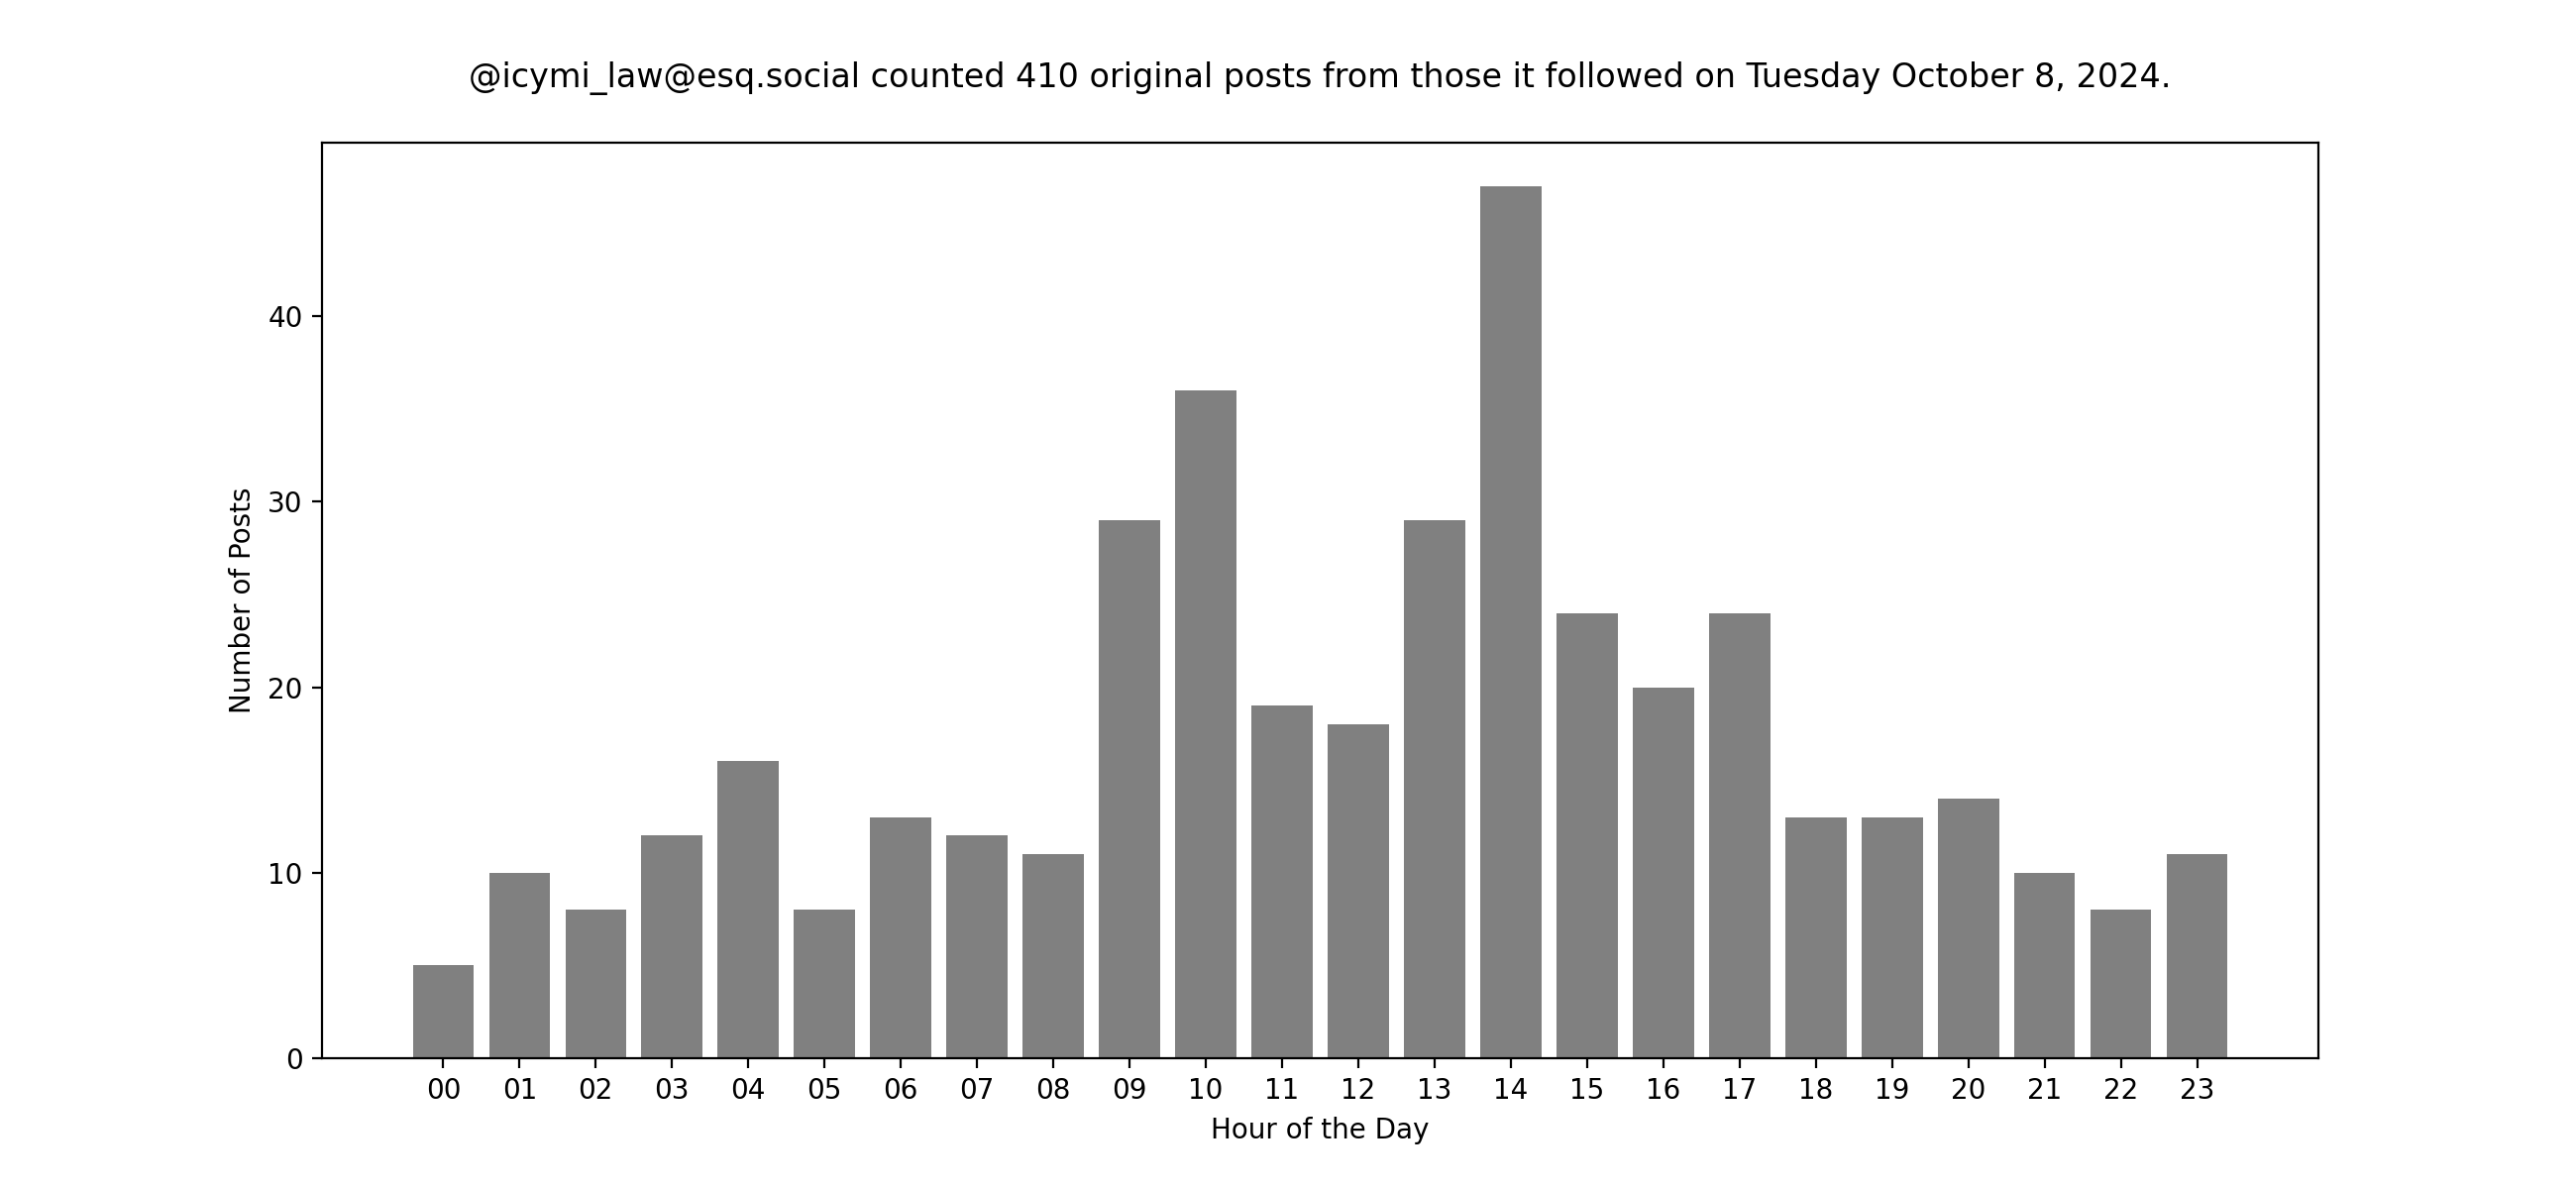 @icymi_law@esq.social counted 410 original posts from those it followed on Tuesday October 8, 2024.
Number of Posts
40
30
20
10
0
00 01 02 03 04 05 06 07 08 09 10 11 12 13 14 15 16 17 18 19 20 21 22 23
Hour of the Day